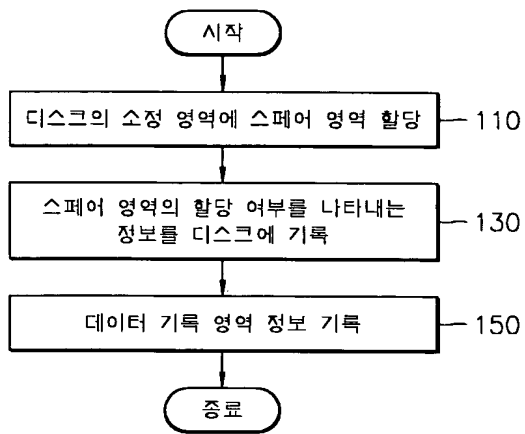 시작
디스크의 소정 영역에 스페어 영역 할당
110
스페어 영역의 할당 여부를 나타내는
정보를 디스크에 기록
130
데이터 기록 영역 정보 기록
150
종료